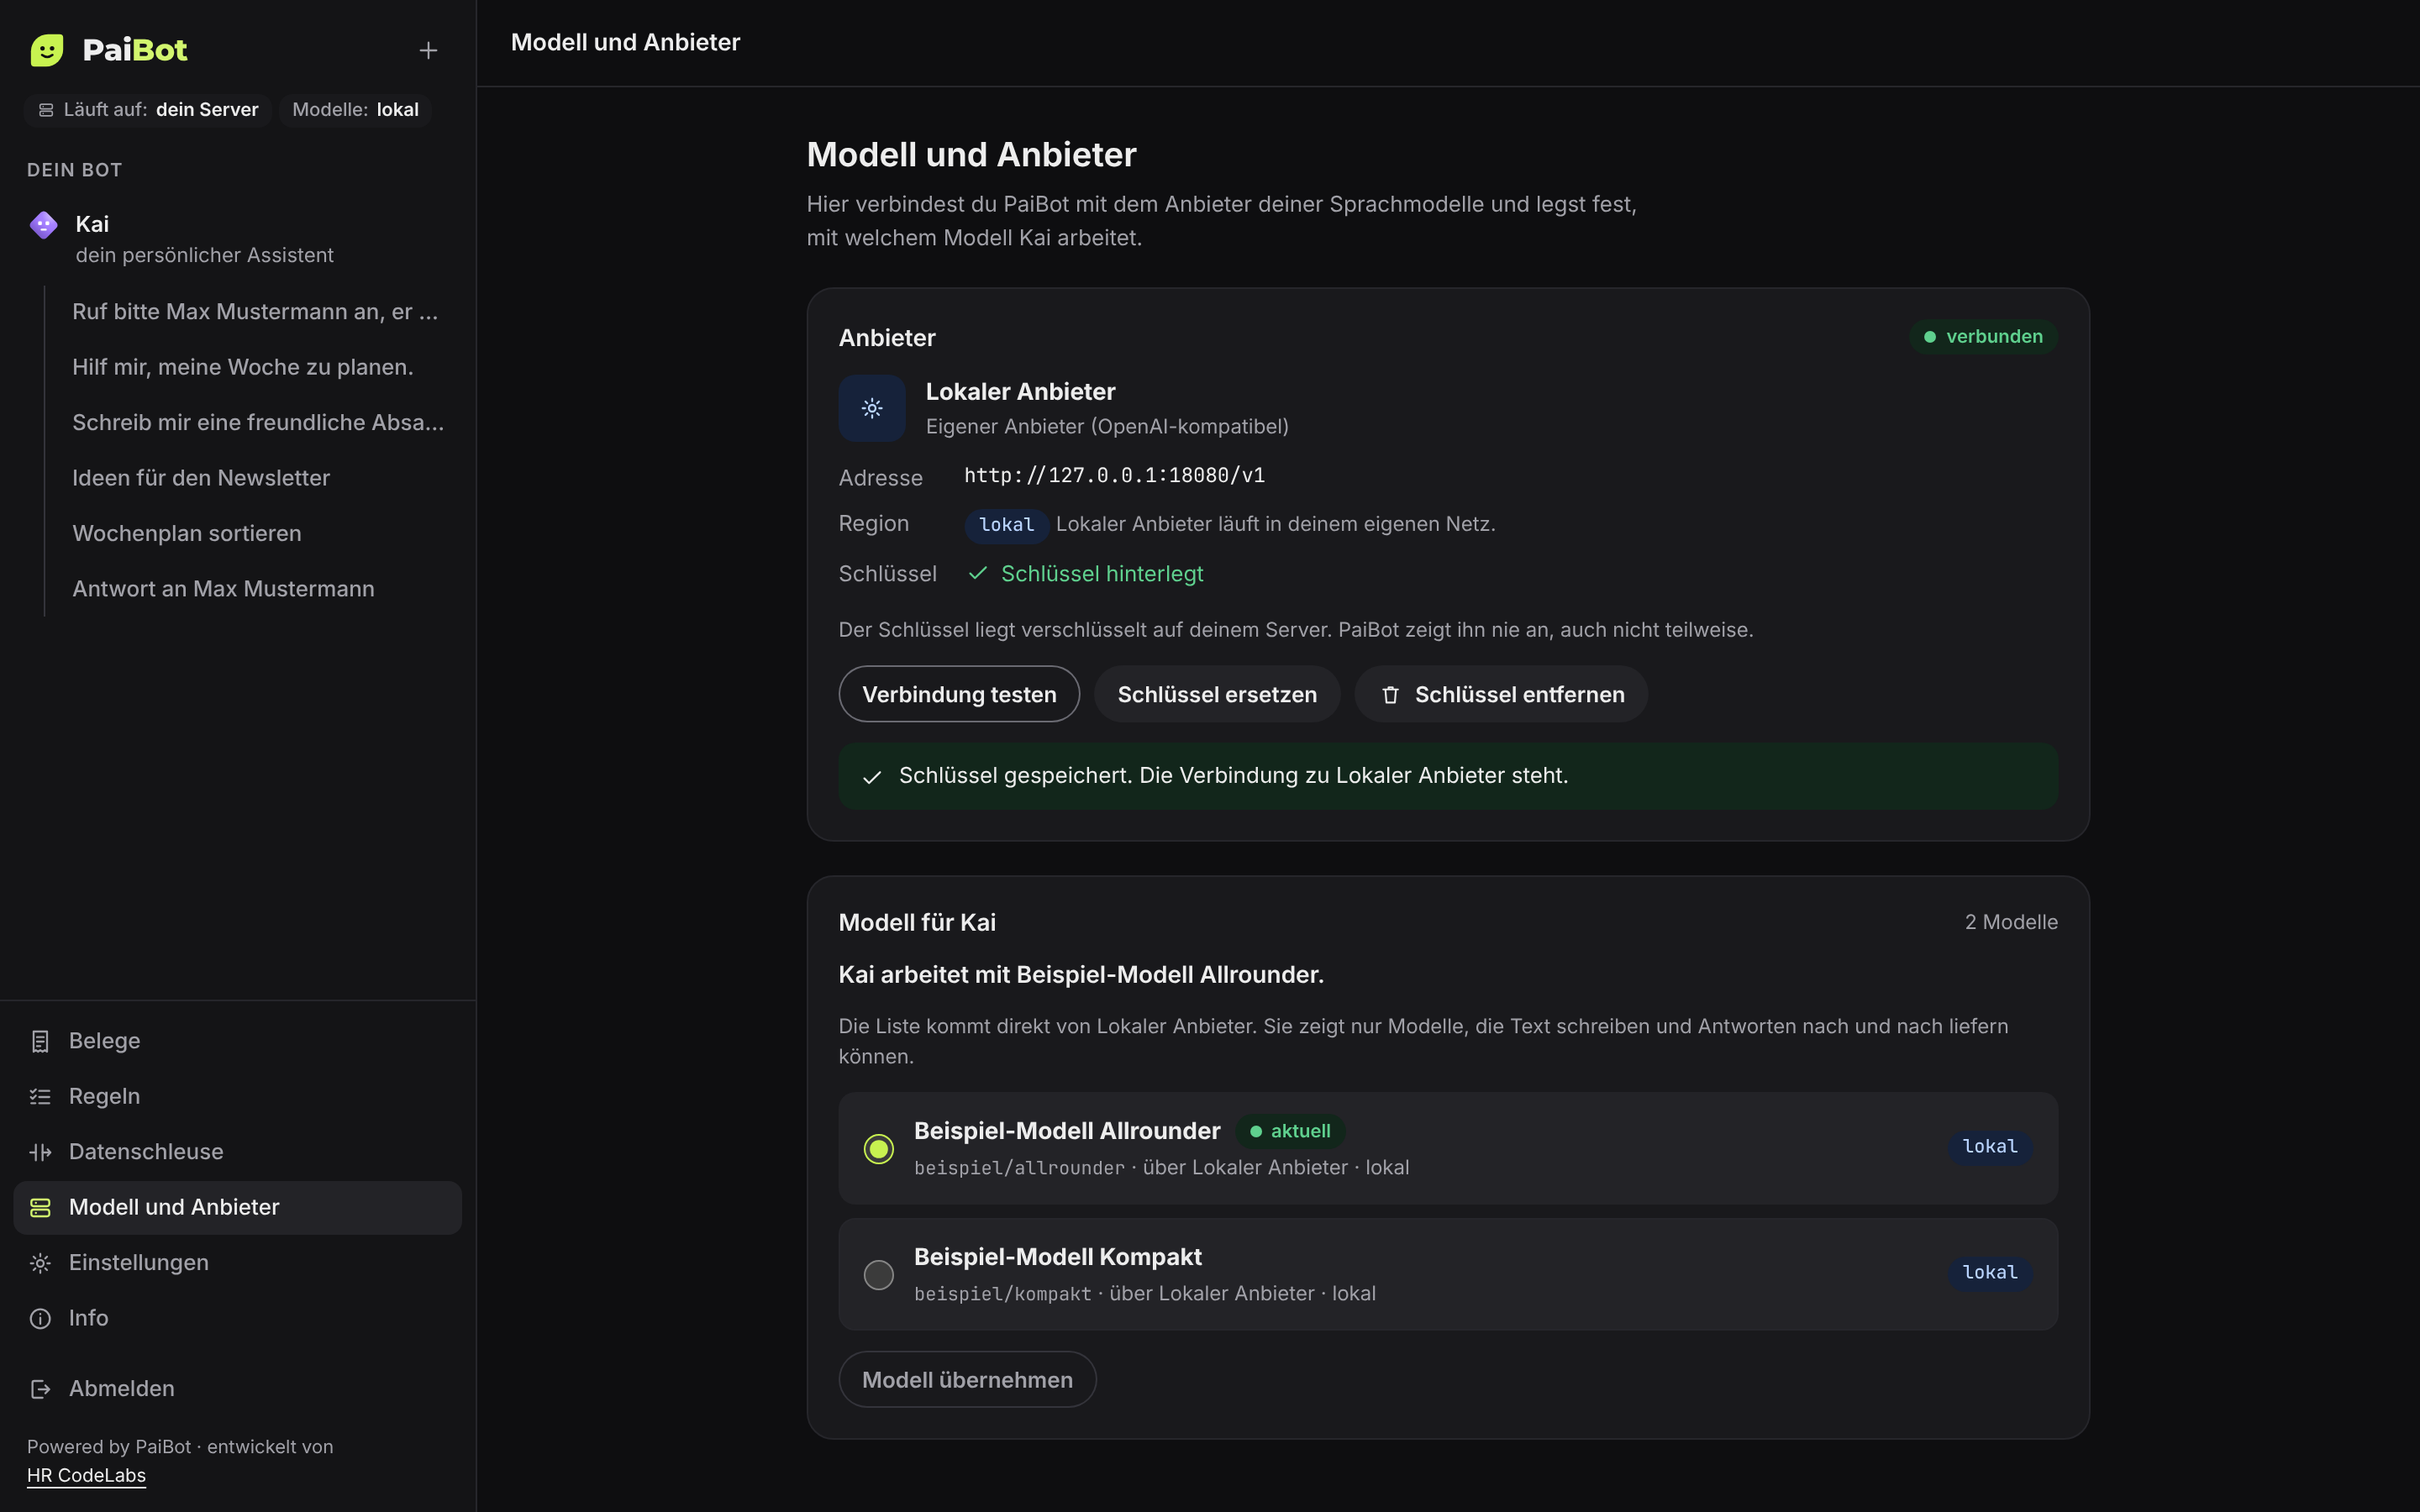 PaiBot
Läuft auf: dein Server
Modelle: lokal
DEIN BOT
Kai
dein persönlicher Assistent
Ruf bitte Max Mustermann an, er ...
Hilf mir, meine Woche zu planen.
Schreib mir eine freundliche Absa...
Ideen für den Newsletter
Wochenplan sortieren
Antwort an Max Mustermann
Belege
Regeln
Datenschleuse
Modell und Anbieter
Einstellungen
Info
Abmelden
Powered by PaiBot · entwickelt von
HR CodeLabs
Modell und Anbieter
Modell und Anbieter
Hier verbindest du PaiBot mit dem Anbieter deiner Sprachmodelle und legst fest,
mit welchem Modell Kai arbeitet.
Anbieter
verbunden
Lokaler Anbieter
Eigener Anbieter (OpenAI-kompatibel)
Adresse http://127.0.0.1:18080/v1
Region lokal Lokaler Anbieter läuft in deinem eigenen Netz.
Schlüssel Schlüssel hinterlegt
Der Schlüssel liegt verschlüsselt auf deinem Server. PaiBot zeigt ihn nie an, auch nicht teilweise.
Verbindung testen
Schlüssel ersetzen
Schlüssel entfernen
Schlüssel gespeichert. Die Verbindung zu Lokaler Anbieter steht.
Modell für Kai
2 Modelle
Kai arbeitet mit Beispiel-Modell Allrounder.
Die Liste kommt direkt von Lokaler Anbieter. Sie zeigt nur Modelle, die Text schreiben und Antworten nach und nach liefern
können.
Beispiel-Modell Allrounder aktuell
beispiel/allrounder · über Lokaler Anbieter · lokal
lokal
Beispiel-Modell Kompakt
beispiel/kompakt · über Lokaler Anbieter · lokal
lokal
Modell übernehmen